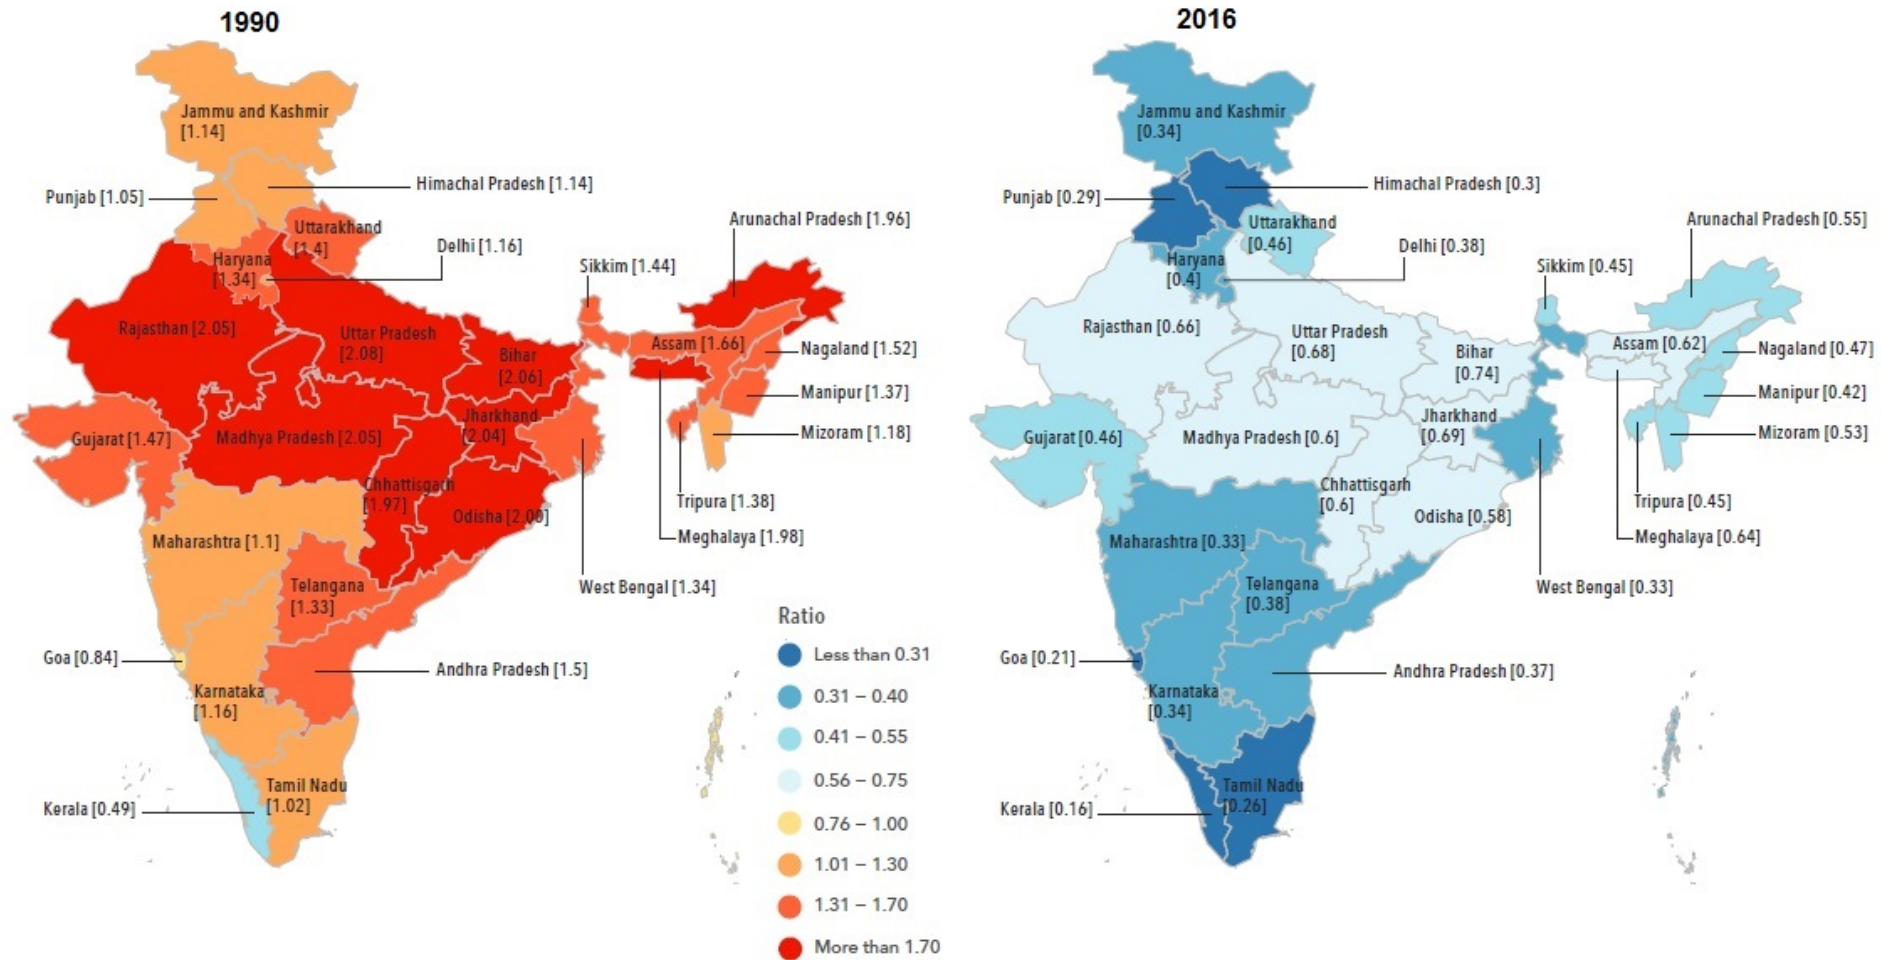 1990
Jammu and Kashmir
[1.14]
Himachal Pradesh [1.14]
Punjab [1.05]
Uttarakhand
[1.4]
Delhi [1.16]
Haryana
[1.34]
Arunachal Pradesh [1.96]
Sikkim [1.44]
Rajasthan [2.05]
Uttar Pradesh
[2.08]
Bihar
[2.06]
Assam [1.66]
Nagaland [1.52]
Manipur [1.37]
Mizoram [1.18]
Jharkhand
[2.04]
Gujarat [1.47]
Madhya Pradesh [2.05]
Chhattisgarh
[1.97]
Odisha [2.00]
Tripura [1.38]
Meghalaya [1.98]
West Bengal [1.34]
Maharashtra [1.1]
Telangana
[1.33]
Goa [0.84]
Andhra Pradesh [1.5]
Karnataka
[1.16]
Tamil Nadu
[1.02]
Kerala [0.49]
Ratio
Less than 0.31
0.31 – 0.40
0.41 – 0.55
0.56 – 0.75
0.76 – 1.00
1.01 – 1.30
1.31 – 1.70
More than 1.70
2016
Jammu and Kashmir
[0.34]
Himachal Pradesh [0.3]
Punjab [0.29]
Uttarakhand
[0.46]
Delhi [0.38]
Haryana
[0.4]
Arunachal Pradesh [0.55]
Sikkim [0.45]
Rajasthan [0.66]
Uttar Pradesh
[0.68]
Bihar
[0.74]
Assam [0.62]
Nagaland [0.47]
Manipur [0.42]
Mizoram [0.53]
Jharkhand
[0.69]
Gujarat [0.46]
Madhya Pradesh [0.6]
Chhattisgarh
[0.6]
Odisha [0.58]
Tripura [0.45]
Meghalaya [0.64]
West Bengal [0.33]
Maharashtra [0.33]
Telangana
[0.38]
Goa [0.21]
Andhra Pradesh [0.37]
Karnataka
[0.34]
Tamil Nadu
[0.26]
Kerala [0.16]